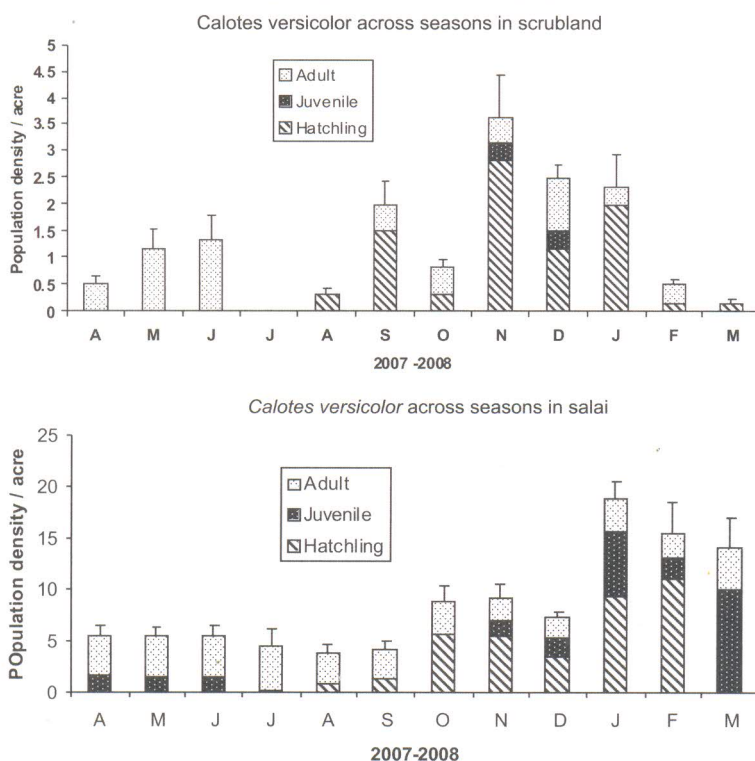 Calotes versicolor across seasons in scrubland
5
4.5
4
3.5
3
2.5
2
1.5
1
0.5
0
Population density / acre
Adult
Juvenile
Hatchling
A M J J A S O N D J F M
2007 -2008
Calotes versicolor across seasons in salai
25
20
15
10
5
0
POpulation density / acre
Adult
Juvenile
Hatchling
A M J J A S O N D J F M
2007-2008